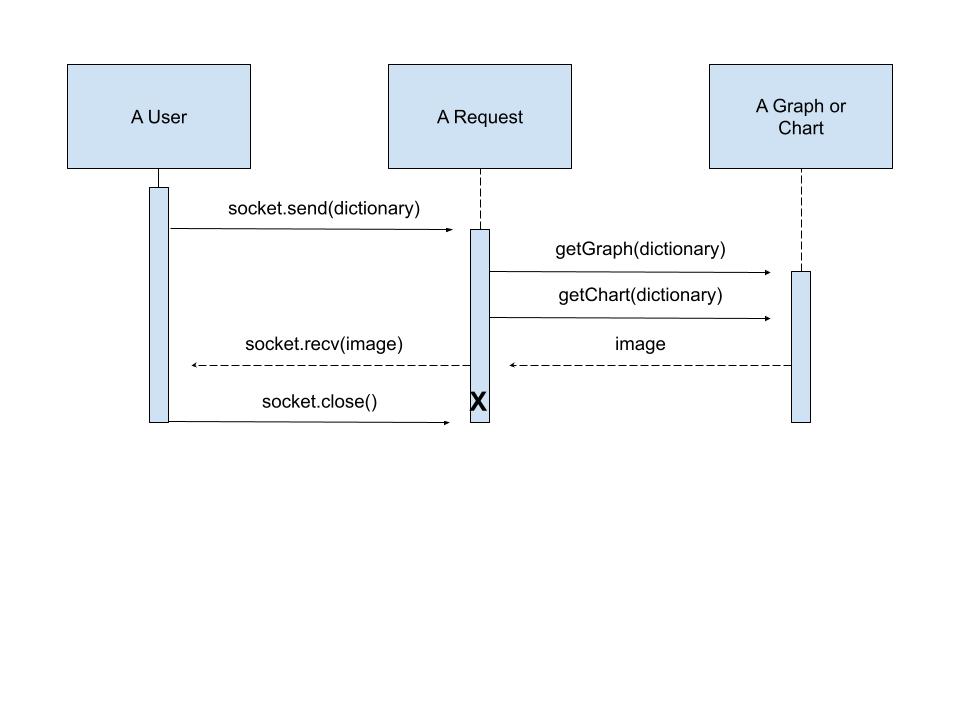 A User
A Request
A Graph or
Chart
socket.send(dictionary)
getGraph(dictionary)
getChart(dictionary)
socket.recv(image)
image
socket.close()
X